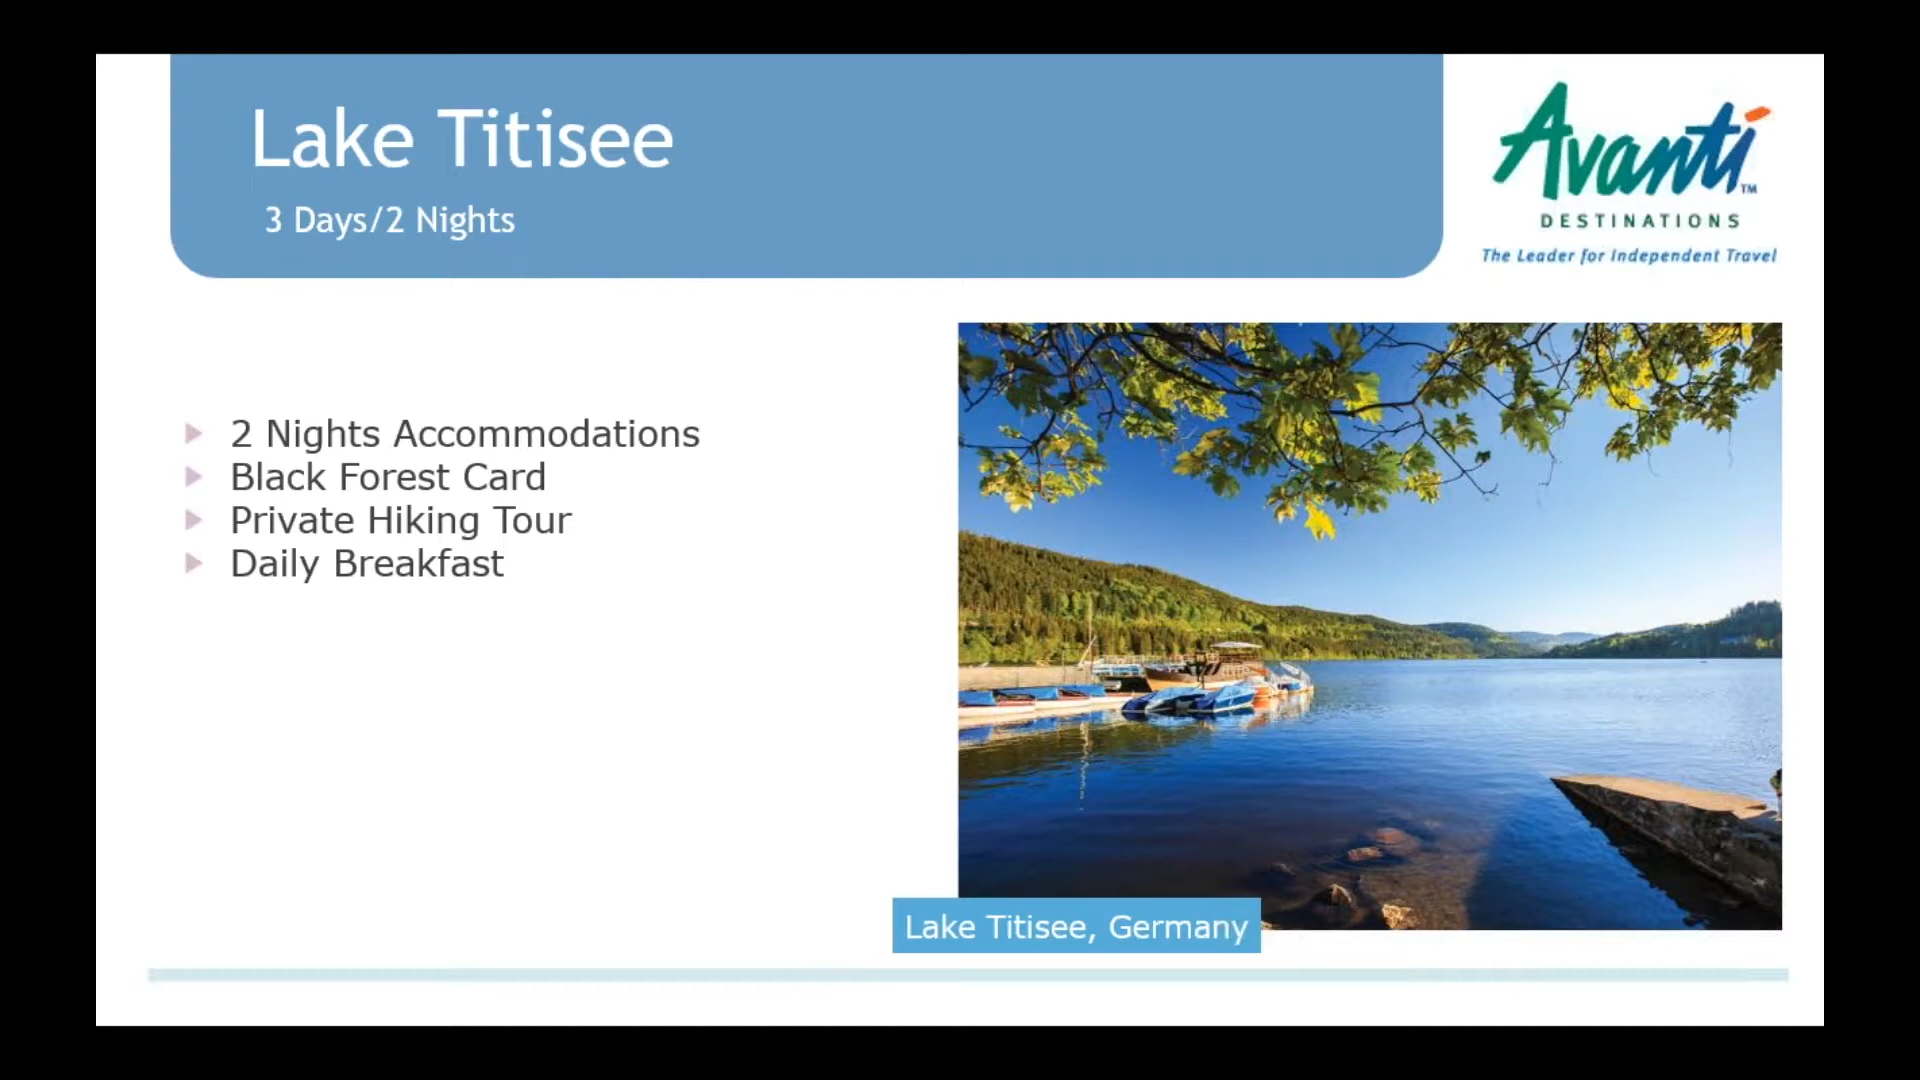 Lake Titisee
3 Days/2 Nights
Avanti™
DESTINATIONS
The Leader for Independent Travel
2 Nights Accommodations
Black Forest Card
Private Hiking Tour
Daily Breakfast
Lake Titisee, Germany